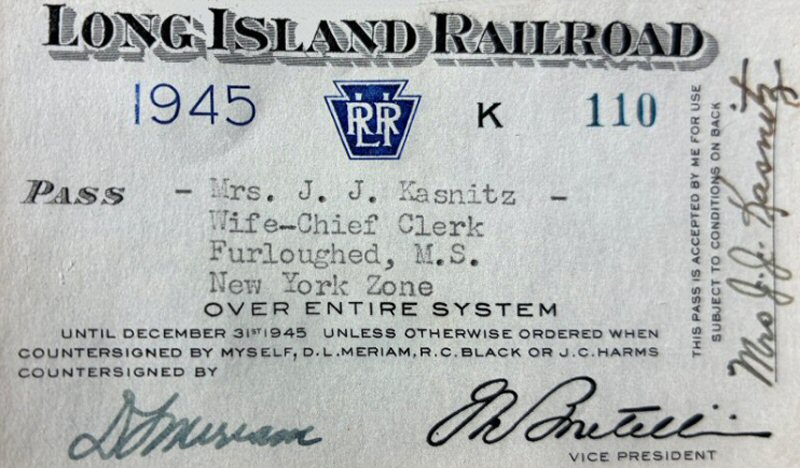 LONG ISLAND RAILROAD
1945 LIRR K 110
PASS - Mrs. J. J. Kasnitz -
Wife-Chief Clerk
Furloughed, M.S.
New York Zone
OVER ENTIRE SYSTEM
UNTIL DECEMBER 31ST 1945 UNLESS OTHERWISE ORDERED WHEN
COUNTERSIGNED BY MYSELF, D.L.MERIAM, R.C. BLACK OR J.C. HARMS
COUNTERSIGNED BY
D L Meriam
VICE PRESIDENT
THIS PASS IS ACCEPTED BY ME FOR USE
SUBJECT TO CONDITIONS ON BACK
Mrs J. J. Kasnitz